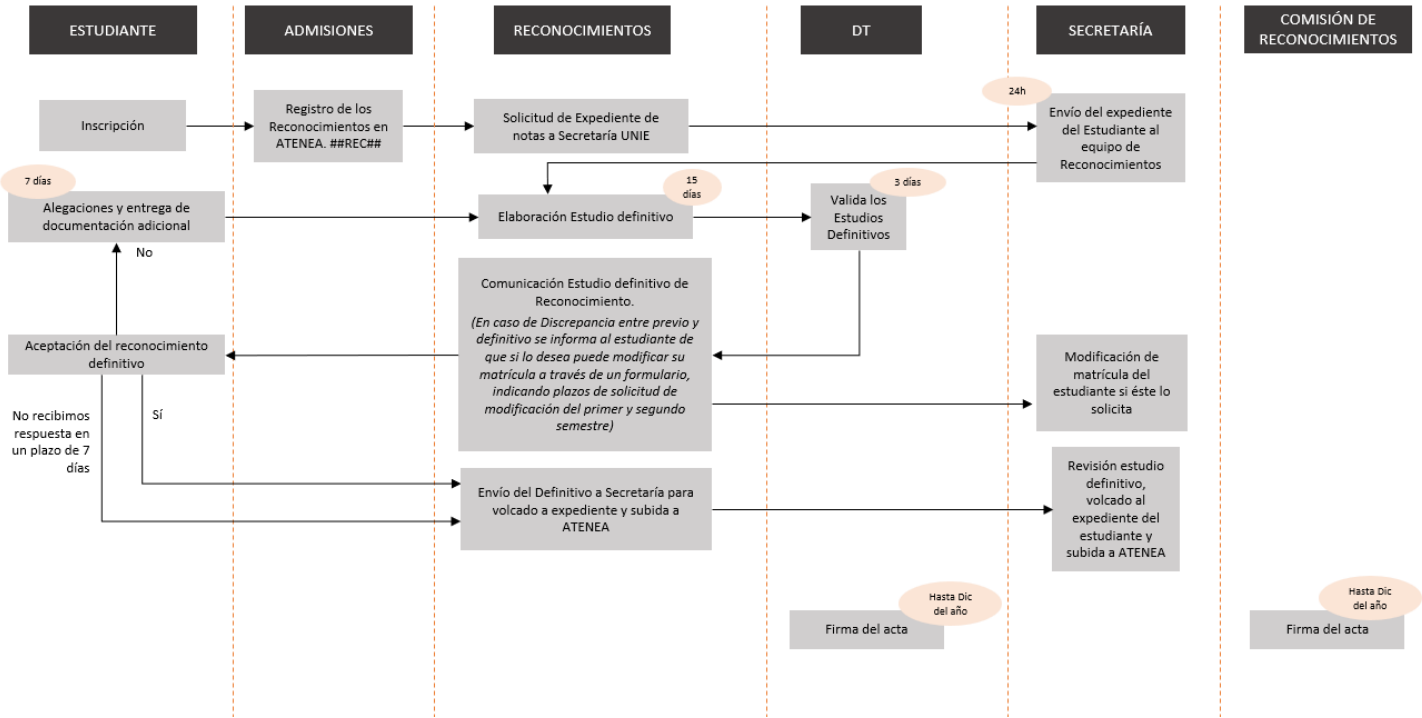 ESTUDIANTE
ADMISIONES
RECONOCIMIENTOS
DT
SECRETARÍA
COMISIÓN DE
RECONOCIMIENTOS
Inscripción
Registro de los
Reconocimientos en
ATENEA. ##REC##
Solicitud de Expediente de
notas a Secretaría UNIE
24h
Envío del expediente
del Estudiante al
equipo de
Reconocimientos
7 días
Alegaciones y entrega de
documentación adicional
15
días
Elaboración Estudio definitivo
3 días
Valida los
Estudios
Definitivos
No
Comunicación Estudio definitivo de
Reconocimiento.
(En caso de Discrepancia entre previo y
definitivo se informa al estudiante de
que si lo desea puede modificar su
matrícula a través de un formulario,
indicando plazos de solicitud de
modificación del primer y segundo
semestre)
Aceptación del reconocimiento
definitivo
Modificación de
matrícula del
estudiante si éste lo
solicita
No recibimos
respuesta en
un plazo de 7
días
Sí
Envío del Definitivo a Secretaría para
volcado a expediente y subida a
ATENEA
Revisión estudio
definitivo,
volcado al
expediente del
estudiante y
subida a ATENEA
Hasta Dic
del año
Firma del acta
Hasta Dic
del año
Firma del acta